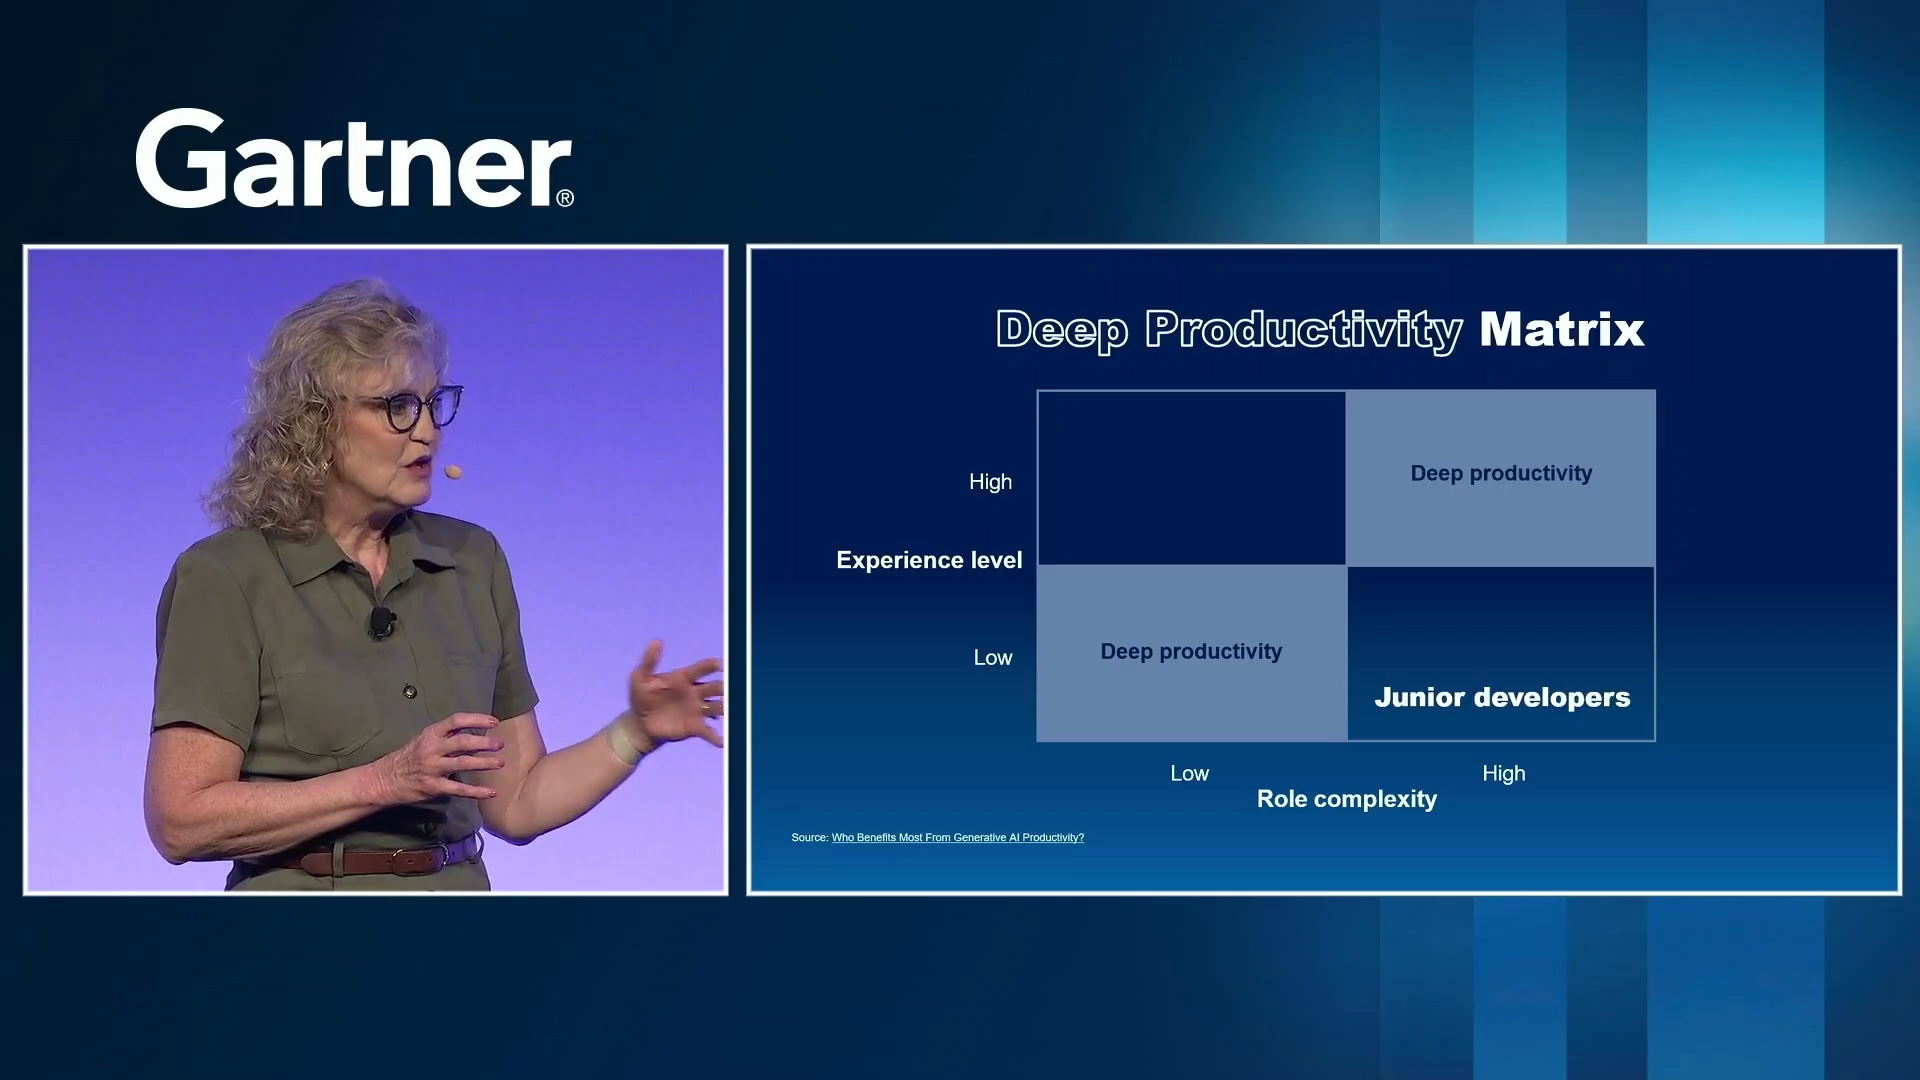 Gartner®
Deep Productivity Matrix
High
Deep productivity
Experience level
Low
Deep productivity
Junior developers
Low
High
Role complexity
Source: Who Benefits Most From Generative AI Productivity?